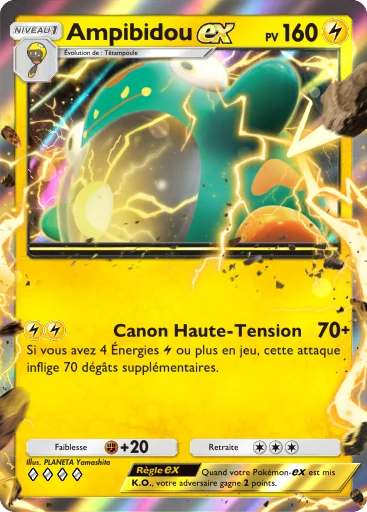 NIVEAU 1 Ampibidou ex PV 160
Évolution de : Têtampoule
Canon Haute-Tension 70+
Si vous avez 4 Énergies ou plus en jeu, cette attaque
inflige 70 dégâts supplémentaires.
Faiblesse +20 Retraite
Illus. PLANETA Yamashita
Règle ex Quand votre Pokémon-ex est mis
K.O., votre adversaire gagne 2 points.